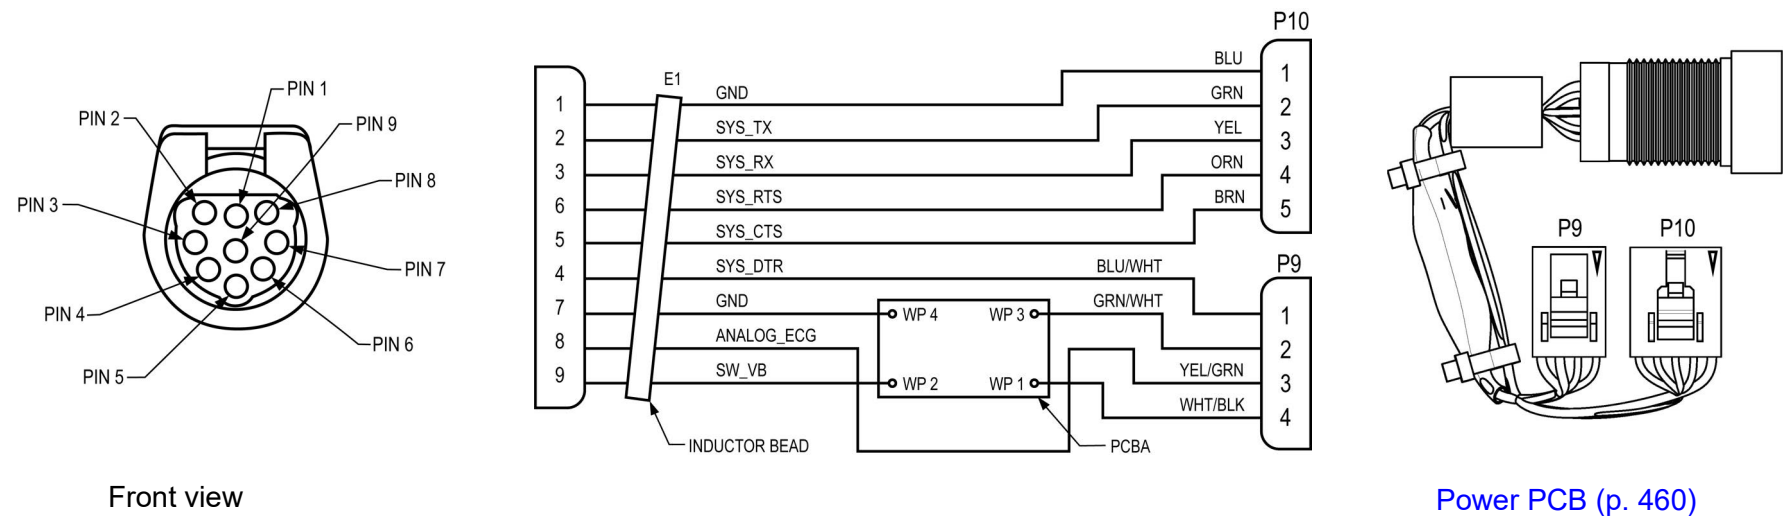 PIN 1
PIN 2
PIN 9
PIN 8
PIN 3
PIN 7
PIN 4
PIN 6
PIN 5
Front view
E1
1
2
3
6
5
4
7
8
9
GND
SYS_TX
SYS_RX
SYS_RTS
SYS_CTS
SYS_DTR
GND
ANALOG_ECG
SW_VB
INDUCTOR BEAD
WP 4
WP 3
WP 2
WP 1
PCBA
P10
BLU 1
GRN 2
YEL 3
ORN 4
BRN 5
P9
BLU/WHT 1
GRN/WHT 2
YEL/GRN 3
WHT/BLK 4
P9
P10
Power PCB (p. 460)